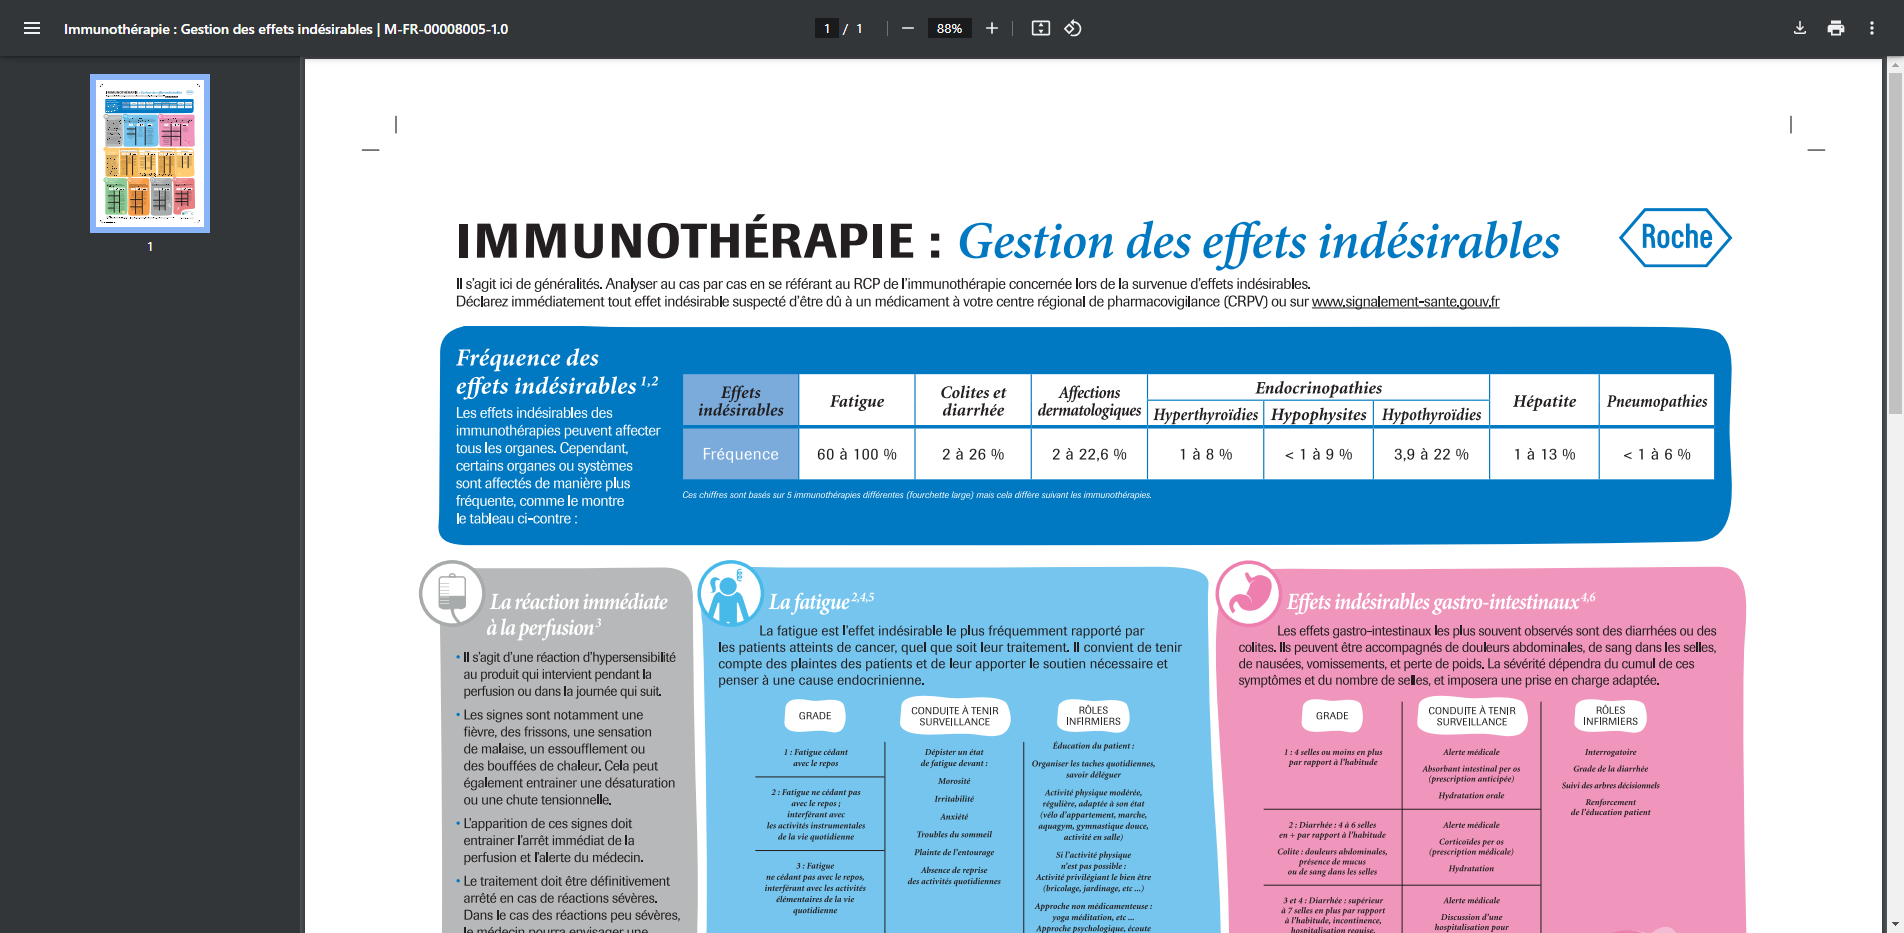 Immunothérapie : Gestion des effets indésirables | M-FR-00008005-1.0
1 / 1
88%
1
IMMUNOTHÉRAPIE : Gestion des effets indésirables
Roche
Il s'agit ici de généralités. Analyser au cas par cas en se référant au RCP de l'immunothérapie concernée lors de la survenue d'effets indésirables.
Déclarez immédiatement tout effet indésirable suspecté d'être dû à un médicament à votre centre régional de pharmacovigilance (CRPV) ou sur www.signalement-sante.gouv.fr
Fréquence des
effets indésirables 1,2
Les effets indésirables des
immunothérapies peuvent affecter
tous les organes. Cependant,
certains organes ou systèmes
sont affectés de manière plus
fréquente, comme le montre
le tableau ci-contre :
Effets indésirables
Fatigue
Colites et diarrhée
Affections dermatologiques
Endocrinopathies
Hyperthyroïdies
Hypophysites
Hypothyroïdies
Hépatite
Pneumopathies
Fréquence
60 à 100 %
2 à 26 %
2 à 22,6 %
1 à 8 %
< 1 à 9 %
3,9 à 22 %
1 à 13 %
< 1 à 6 %
Ces chiffres sont basés sur 5 immunothérapies différentes (fourchette large) mais cela diffère suivant les immunothérapies.
La réaction immédiate
à la perfusion 3
• Il s'agit d'une réaction d'hypersensibilité
au produit qui intervient pendant la
perfusion ou dans la journée qui suit.
• Les signes sont notamment une
fièvre, des frissons, une sensation
de malaise, un essoufflement ou
des bouffées de chaleur. Cela peut
également entrainer une désaturation
ou une chute tensionnelle.
• L'apparition de ces signes doit
entrainer l'arrêt immédiat de la
perfusion et l'alerte du médecin.
• Le traitement doit être définitivement
arrêté en cas de réactions sévères.
Dans le cas des réactions peu sévères,
le médecin pourra envisager une
La fatigue 2,4,5
La fatigue est l'effet indésirable le plus fréquemment rapporté par
les patients atteints de cancer, quel que soit leur traitement. Il convient de tenir
compte des plaintes des patients et de leur apporter le soutien nécessaire et
penser à une cause endocrinienne.
GRADE
1 : Fatigue cédant
avec le repos
2 : Fatigue ne cédant pas
avec le repos ;
interférant avec
les activités instrumentales
de la vie quotidienne
3 : Fatigue
ne cédant pas avec le repos,
interférant avec les activités
élémentaires de la vie
quotidienne
CONDUITE À TENIR
SURVEILLANCE
Dépister un état
de fatigue devant :
Morosité
Irritabilité
Anxiété
Troubles du sommeil
Plainte de l'entourage
Absence de reprise
des activités quotidiennes
RÔLES
INFIRMIERS
Éducation du patient :
Organiser les taches quotidiennes,
savoir déléguer
Activité physique modérée,
régulière, adaptée à son état
(vélo d'appartement, marche,
aquagym, gymnastique douce,
activité en salle)
Si l'activité physique
n'est pas possible :
Activité privilégiant le bien être
(bricolage, jardinage, etc ...)
Approche non médicamenteuse :
yoga méditation, etc ...
Approche psychologique, écoute
Effets indésirables gastro-intestinaux 4,6
Les effets gastro-intestinaux les plus souvent observés sont des diarrhées ou des
colites. Ils peuvent être accompagnés de douleurs abdominales, de sang dans les selles,
de nausées, vomissements, et perte de poids. La sévérité dépendra du cumul de ces
symptômes et du nombre de selles, et imposera une prise en charge adaptée.
GRADE
1 : 4 selles ou moins en plus
par rapport à l'habitude
2 : Diarrhée : 4 à 6 selles
en + par rapport à l'habitude
Colite : douleurs abdominales,
présence de mucus
ou de sang dans les selles
3 et 4 : Diarrhée : supérieur
à 7 selles en plus par rapport
à l'habitude, incontinence,
hospitalisation requise,
CONDUITE À TENIR
SURVEILLANCE
Alerte médicale
Absorbant intestinal per os
(prescription anticipée)
Hydratation orale
Alerte médicale
Corticoïdes per os
(prescription médicale)
Hydratation
Alerte médicale
Discussion d'une
hospitalisation pour
RÔLES
INFIRMIERS
Interrogatoire
Grade de la diarrhée
Suivi des arbres décisionnels
Renforcement
de l'éducation patient